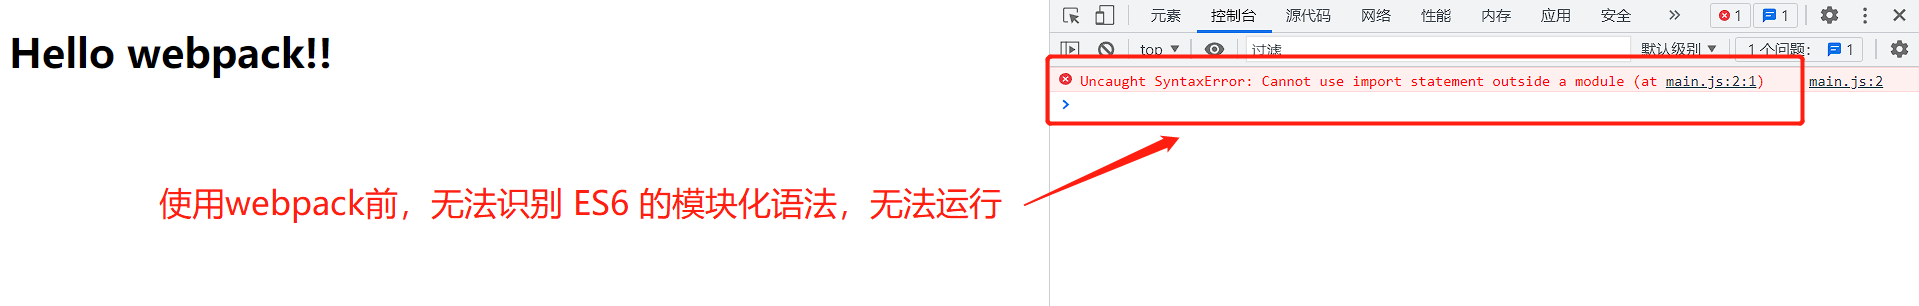 Hello webpack!!
使用webpack前，无法识别 ES6 的模块化语法，无法运行
元素 控制台 源代码 网络 性能 内存 应用 安全 » 1 1
top ▼ 过滤 默认级别 ▼ 1 个问题： 1
Uncaught SyntaxError: Cannot use import statement outside a module (at main.js:2:1) main.js:2
>